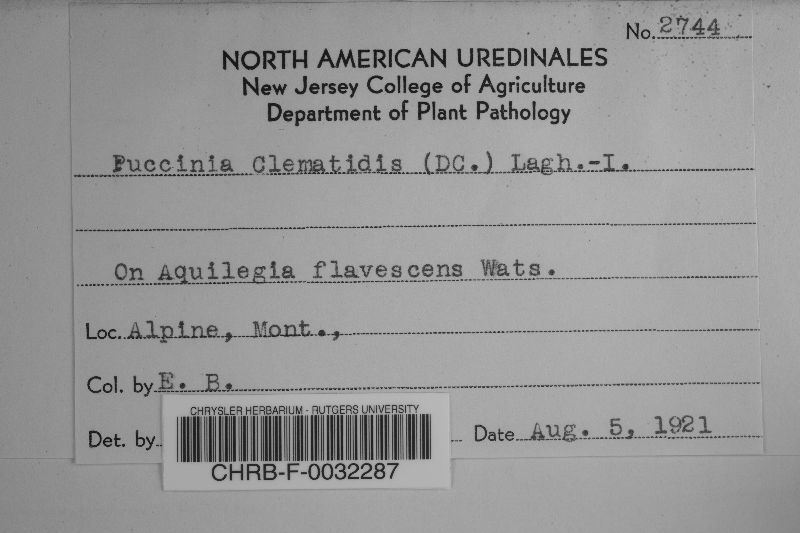 No. 2744
NORTH AMERICAN UREDINALES
New Jersey College of Agriculture
Department of Plant Pathology
Puccinia Clematidis (DC.) Lagh.-I.
On Aquilegia flavescens Wats.
Loc. Alpine, Mont.,
Col. by E. B.
Det. by
Date Aug. 5, 1921
CHRYSLER HERBARIUM - RUTGERS UNIVERSITY
CHRB-F-0032287